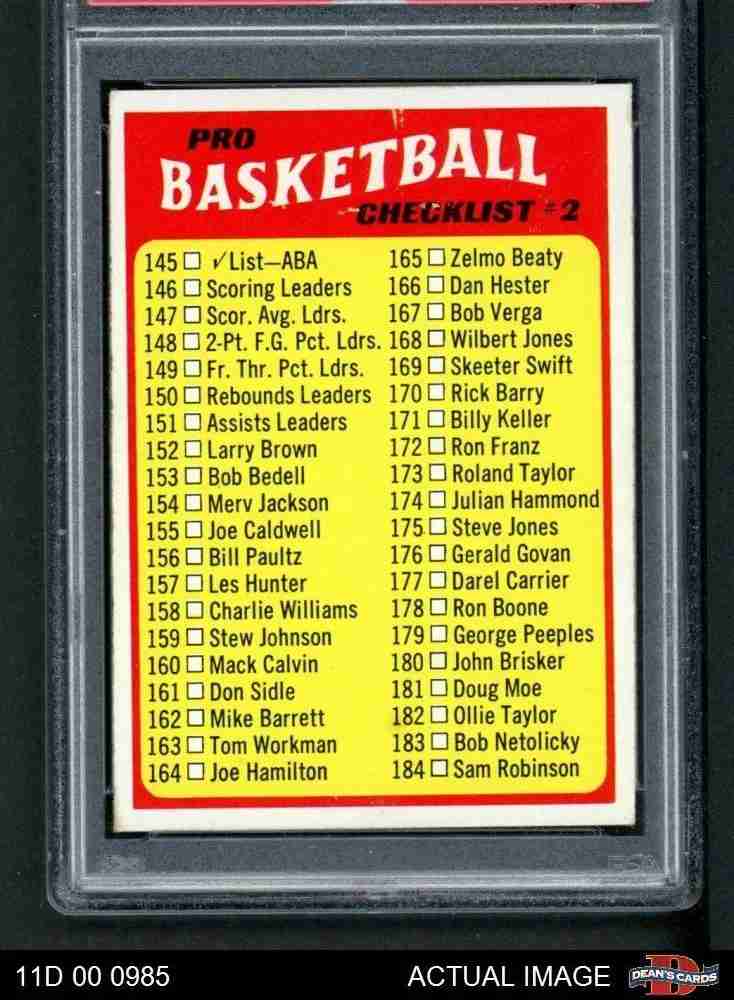 PRO
BASKETBALL
CHECKLIST #2
145 ☐ ✓List—ABA
146 ☐ Scoring Leaders
147 ☐ Scor. Avg. Ldrs.
148 ☐ 2-Pt. F.G. Pct. Ldrs.
149 ☐ Fr. Thr. Pct. Ldrs.
150 ☐ Rebounds Leaders
151 ☐ Assists Leaders
152 ☐ Larry Brown
153 ☐ Bob Bedell
154 ☐ Merv Jackson
155 ☐ Joe Caldwell
156 ☐ Bill Paultz
157 ☐ Les Hunter
158 ☐ Charlie Williams
159 ☐ Stew Johnson
160 ☐ Mack Calvin
161 ☐ Don Sidle
162 ☐ Mike Barrett
163 ☐ Tom Workman
164 ☐ Joe Hamilton
165 ☐ Zelmo Beaty
166 ☐ Dan Hester
167 ☐ Bob Verga
168 ☐ Wilbert Jones
169 ☐ Skeeter Swift
170 ☐ Rick Barry
171 ☐ Billy Keller
172 ☐ Ron Franz
173 ☐ Roland Taylor
174 ☐ Julian Hammond
175 ☐ Steve Jones
176 ☐ Gerald Govan
177 ☐ Darel Carrier
178 ☐ Ron Boone
179 ☐ George Peeples
180 ☐ John Brisker
181 ☐ Doug Moe
182 ☐ Ollie Taylor
183 ☐ Bob Netolicky
184 ☐ Sam Robinson
11D 00 0985
ACTUAL IMAGE
DEAN'S CARDS